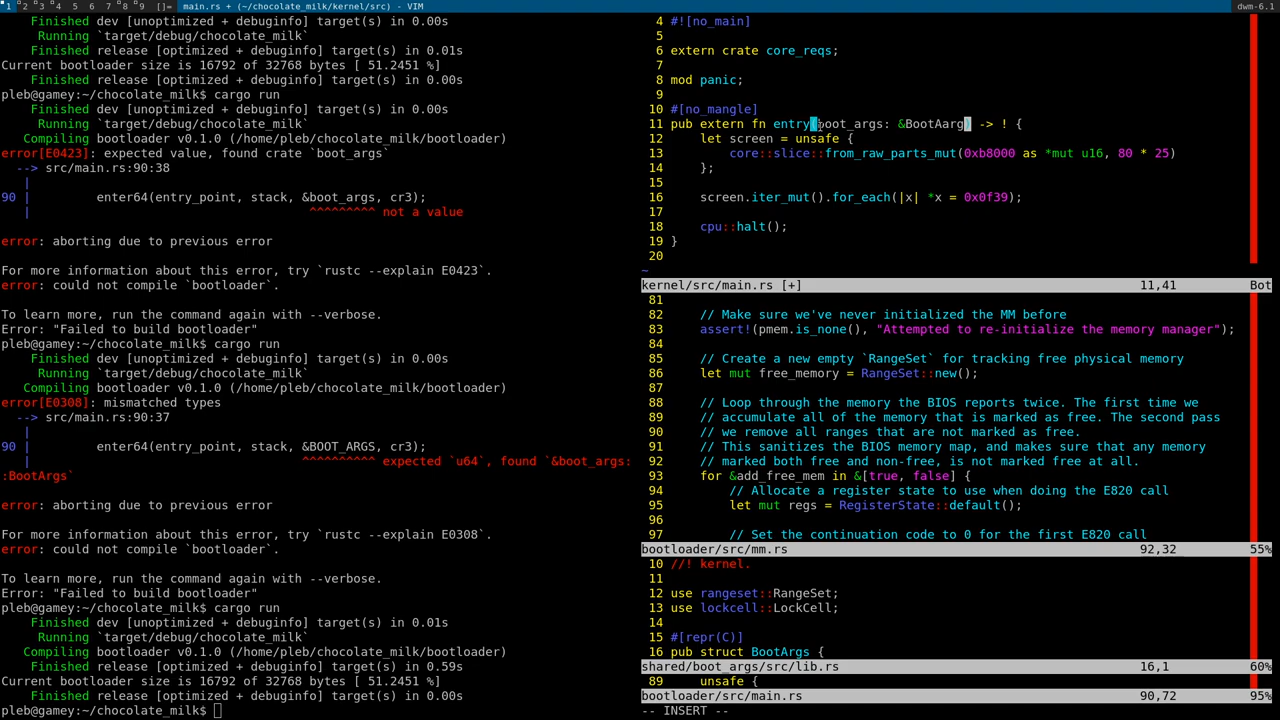 1 2 3 4 5 6 7 8 9 []= main.rs + (~/chocolate_milk/kernel/src) - VIM dwm-6.1
Finished dev [unoptimized + debuginfo] target(s) in 0.00s
Running `target/debug/chocolate_milk`
Finished release [optimized + debuginfo] target(s) in 0.01s
Current bootloader size is 16792 of 32768 bytes [ 51.2451 %]
Finished release [optimized + debuginfo] target(s) in 0.00s
pleb@gamey:~/chocolate_milk$ cargo run
Finished dev [unoptimized + debuginfo] target(s) in 0.00s
Running `target/debug/chocolate_milk`
Compiling bootloader v0.1.0 (/home/pleb/chocolate_milk/bootloader)
error[E0423]: expected value, found crate `boot_args`
--> src/main.rs:90:38
|
90 | enter64(entry_point, stack, &boot_args, cr3);
| ^^^^^^^^^ not a value
error: aborting due to previous error
For more information about this error, try `rustc --explain E0423`.
error: could not compile `bootloader`.
To learn more, run the command again with --verbose.
Error: "Failed to build bootloader"
pleb@gamey:~/chocolate_milk$ cargo run
Finished dev [unoptimized + debuginfo] target(s) in 0.00s
Running `target/debug/chocolate_milk`
Compiling bootloader v0.1.0 (/home/pleb/chocolate_milk/bootloader)
error[E0308]: mismatched types
--> src/main.rs:90:37
|
90 | enter64(entry_point, stack, &BOOT_ARGS, cr3);
| ^^^^^^^^^^ expected `u64`, found `&boot_args:
:BootArgs`
error: aborting due to previous error
For more information about this error, try `rustc --explain E0308`.
error: could not compile `bootloader`.
To learn more, run the command again with --verbose.
Error: "Failed to build bootloader"
pleb@gamey:~/chocolate_milk$ cargo run
Finished dev [unoptimized + debuginfo] target(s) in 0.01s
Running `target/debug/chocolate_milk`
Compiling bootloader v0.1.0 (/home/pleb/chocolate_milk/bootloader)
Finished release [optimized + debuginfo] target(s) in 0.59s
Current bootloader size is 16792 of 32768 bytes [ 51.2451 %]
Finished release [optimized + debuginfo] target(s) in 0.00s
pleb@gamey:~/chocolate_milk$
4 #![no_main]
5
6 extern crate core_reqs;
7
8 mod panic;
9
10 #[no_mangle]
11 pub extern fn entry(boot_args: &BootAarg) -> ! {
12 let screen = unsafe {
13 core::slice::from_raw_parts_mut(0xb8000 as *mut u16, 80 * 25)
14 };
15
16 screen.iter_mut().for_each(|x| *x = 0x0f39);
17
18 cpu::halt();
19 }
20
~
kernel/src/main.rs [+] 11,41 Bot
81
82 // Make sure we've never initialized the MM before
83 assert!(pmem.is_none(), "Attempted to re-initialize the memory manager");
84
85 // Create a new empty `RangeSet` for tracking free physical memory
86 let mut free_memory = RangeSet::new();
87
88 // Loop through the memory the BIOS reports twice. The first time we
89 // accumulate all of the memory that is marked as free. The second pass
90 // we remove all ranges that are not marked as free.
91 // This sanitizes the BIOS memory map, and makes sure that any memory
92 // marked both free and non-free, is not marked free at all.
93 for &add_free_mem in &[true, false] {
94 // Allocate a register state to use when doing the E820 call
95 let mut regs = RegisterState::default();
96
97 // Set the continuation code to 0 for the first E820 call
bootloader/src/mm.rs 92,32 55%
10 //! kernel.
11
12 use rangeset::RangeSet;
13 use lockcell::LockCell;
14
15 #[repr(C)]
16 pub struct BootArgs {
shared/boot_args/src/lib.rs 16,1 60%
89 unsafe {
bootloader/src/main.rs 90,72 95%
-- INSERT --